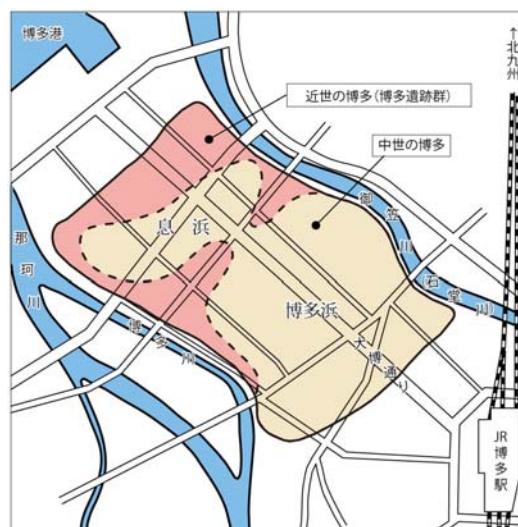 博多港
↑北九州
近世の博多(博多遺跡群)
中世の博多
御笠川
(石堂川)
息浜
那珂川
博多浜
博多川
大博通り
JR博多駅